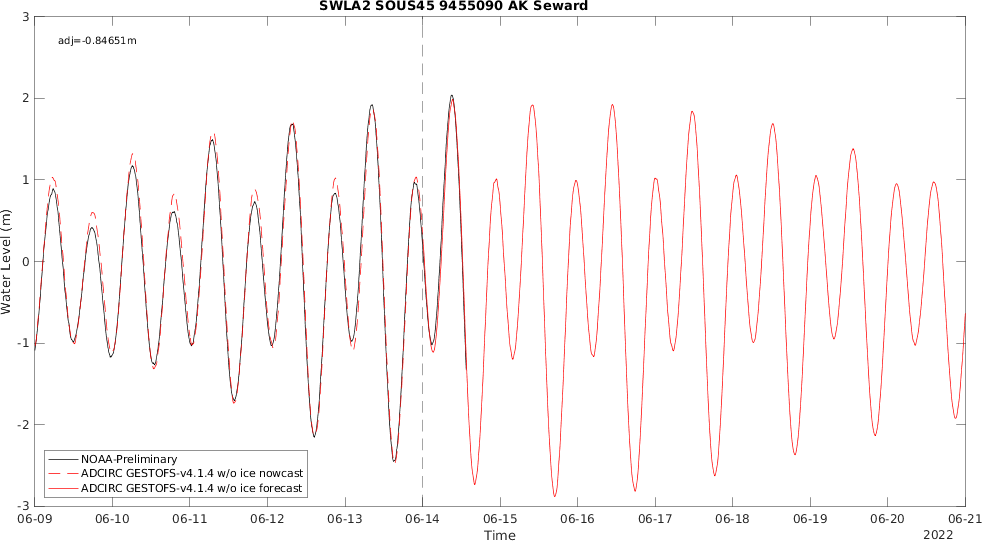 SWLA2 SOUS45 9455090 AK Seward
adj=-0.84651m
3
2
1
0
-1
-2
-3
Water Level (m)
NOAA-Preliminary
ADCIRC GESTOFS-v4.1.4 w/o ice nowcast
ADCIRC GESTOFS-v4.1.4 w/o ice forecast
06-09 06-10 06-11 06-12 06-13 06-14 06-15 06-16 06-17 06-18 06-19 06-20 06-21
Time
2022